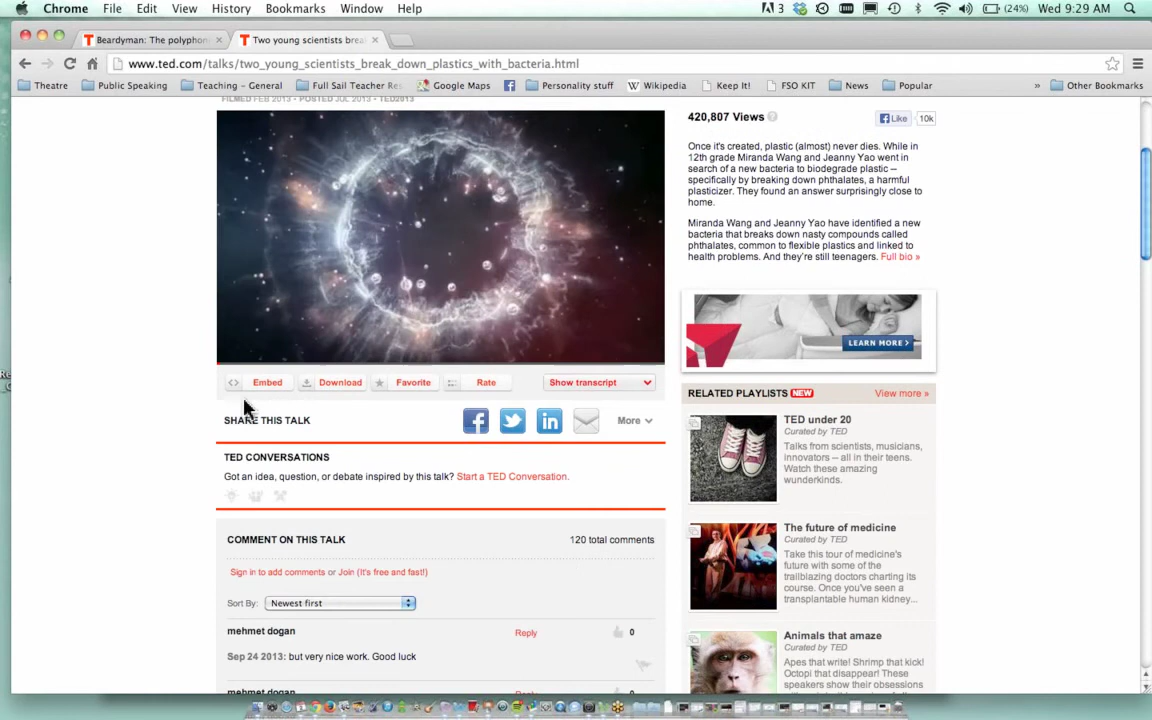 Chrome File Edit View History Bookmarks Window Help 3 (24%) Wed 9:29 AM
Beardyman: The polyphon
Two young scientists brea
www.ted.com/talks/two_young_scientists_break_down_plastics_with_bacteria.html
Theatre Public Speaking Teaching – General Full Sail Teacher Res Google Maps Personality stuff Wikipedia Keep It! FSO KIT News Popular » Other Bookmarks
FILMED FEB 2013 • POSTED JUL 2013 • TED2013
Embed Download Favorite Rate Show transcript
SHARE THIS TALK More
TED CONVERSATIONS
Got an idea, question, or debate inspired by this talk? Start a TED Conversation.
COMMENT ON THIS TALK 120 total comments
Sign in to add comments or Join (It's free and fast!)
Sort By: Newest first
mehmet dogan Reply 0
Sep 24 2013: but very nice work. Good luck
mehmet dogan
420,807 Views Like 10k
Once it's created, plastic (almost) never dies. While in
12th grade Miranda Wang and Jeanny Yao went in
search of a new bacteria to biodegrade plastic --
specifically by breaking down phthalates, a harmful
plasticizer. They found an answer surprisingly close to
home.
Miranda Wang and Jeanny Yao have identified a new
bacteria that breaks down nasty compounds called
phthalates, common to flexible plastics and linked to
health problems. And they're still teenagers. Full bio »
LEARN MORE >
RELATED PLAYLISTS NEW View more »
TED under 20
Curated by TED
Talks from scientists, musicians,
innovators -- all in their teens.
Watch these amazing
wunderkinds.
The future of medicine
Curated by TED
Take this tour of medicine's
future with some of the
trailblazing doctors charting its
course. Once you've seen a
transplantable human kidney...
Animals that amaze
Curated by TED
Apes that write! Shrimp that kick!
Octopi that disappear! These
speakers show their obsessions